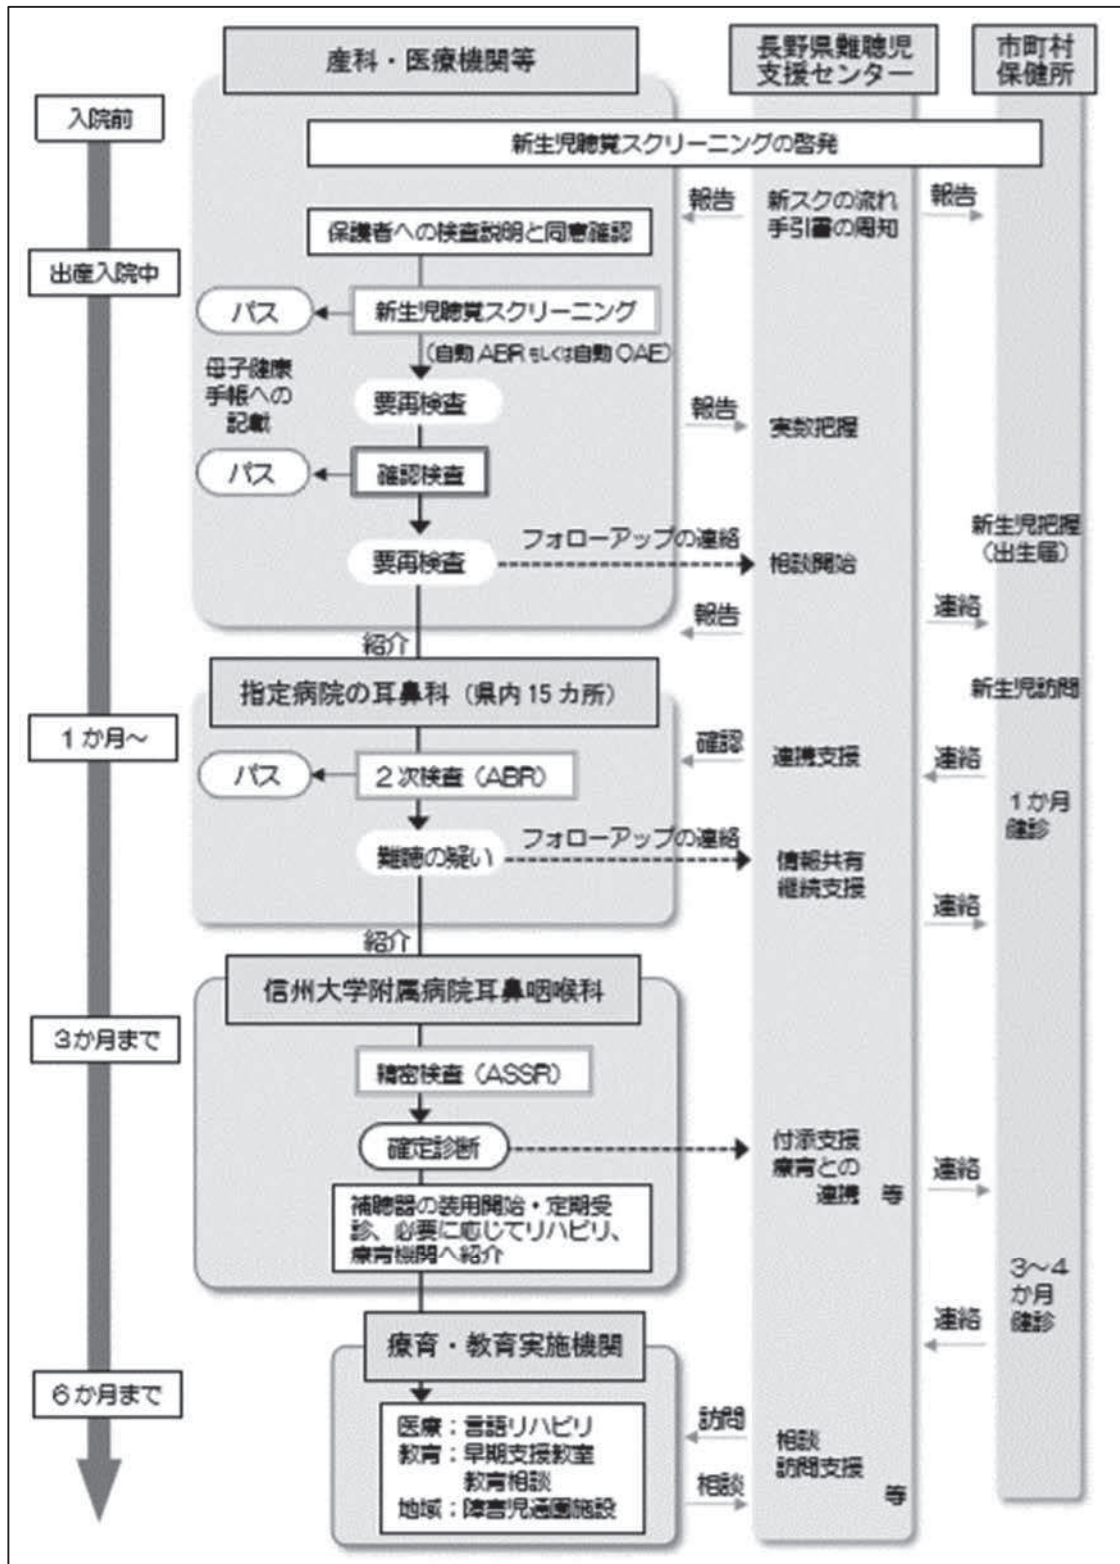 産科・医療機関等
長野県難聴児
支援センター
市町村
保健所
入院前
新生児聴覚スクリーニングの啓発
報告
新スクの流れ
手引書の周知
報告
保護者への検査説明と同意確認
出産入院中
パス
新生児聴覚スクリーニング
(自動ABRもしくは自動OAE)
母子健康
手帳への
記載
要再検査
報告
実数把握
パス
確認検査
新生児把握
(出生届)
フォローアップの連絡
要再検査
相談開始
報告
連絡
紹介
指定病院の耳鼻科(県内15カ所)
新生児訪問
1か月~
確認
連携支援
連絡
パス
2次検査(ABR)
1か月
健診
フォローアップの連絡
難聴の疑い
情報共有
継続支援
連絡
紹介
信州大学附属病院耳鼻咽喉科
3か月まで
精密検査(ASSR)
確定診断
付添支援
療育との
連携 等
連絡
補聴器の装用開始・定期受
診、必要に応じてリハビリ、
療育機関へ紹介
3~4
か月
健診
連絡
療育・教育実施機関
6か月まで
医療:言語リハビリ
教育:早期支援教室
教育相談
地域:障害児通園施設
訪問
相談
訪問支援
等
相談